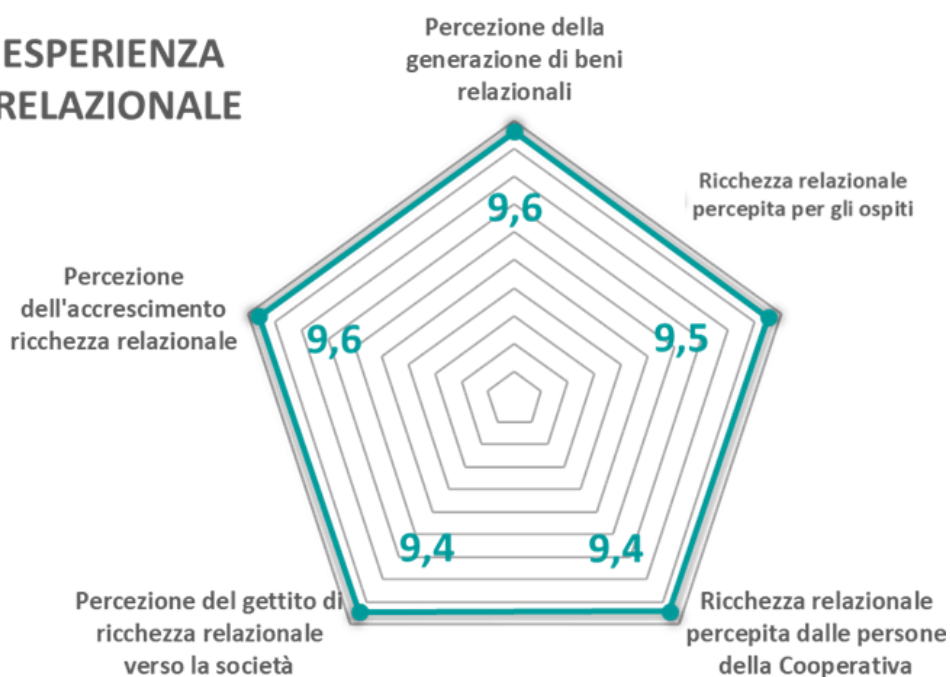 ESPERIENZA
RELAZIONALE
Percezione della
generazione di beni
relazionali
Ricchezza relazionale
percepita per gli ospiti
9,6
Percezione
dell'accrescimento
ricchezza relazionale
9,6
9,5
9,4
9,4
Percezione del gettito di
ricchezza relazionale
verso la società
Ricchezza relazionale
percepita dalle persone
della Cooperativa